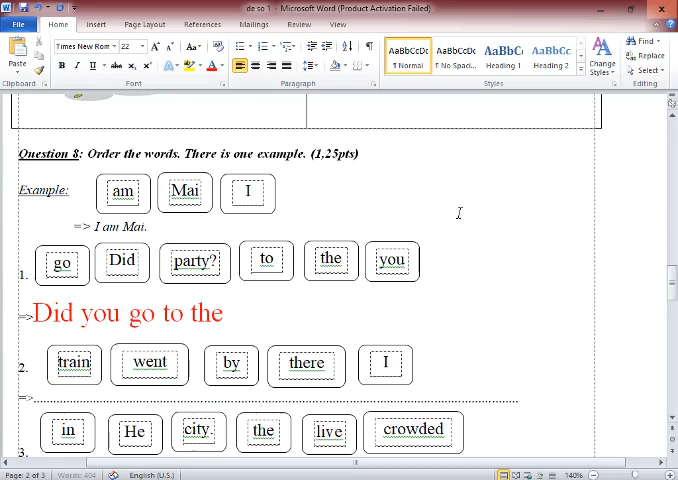 de so 1 - Microsoft Word (Product Activation Failed)
File Home Insert Page Layout References Mailings Review View
Paste
Times New Rom 22
B I U abc x₂ x² A
Clipboard Font Paragraph Styles Editing
AaBbCcDc AaBbCcDc AaBbC AaBbCc
¶ Normal ¶ No Spaci... Heading 1 Heading 2
Change Styles
Find
Replace
Select
Question 8: Order the words. There is one example. (1,25pts)
Example: am Mai I
=> I am Mai.
1. go Did party? to the you
=>Did you go to the
2. train went by there I
=>................................................................
3. in He city. the live crowded
Page: 2 of 3 Words: 404 English (U.S.) 140%